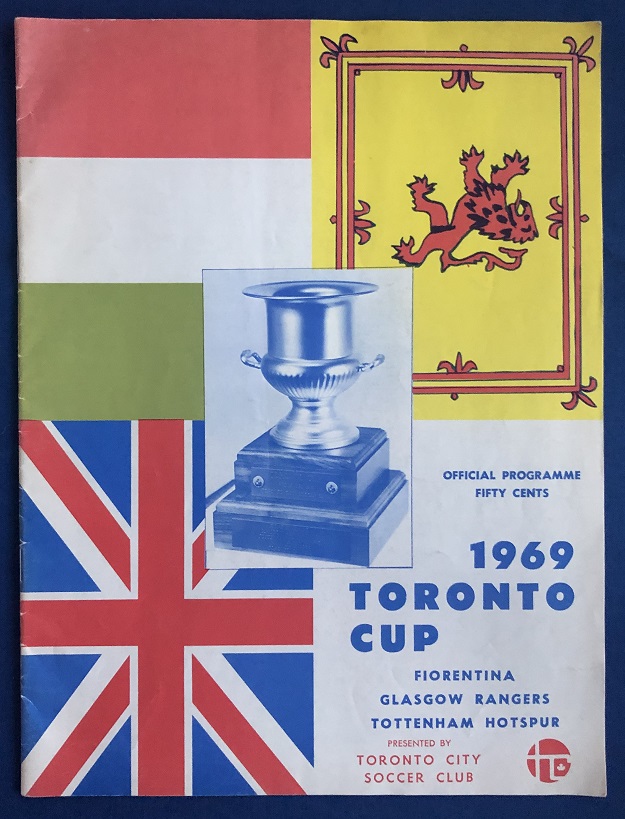 OFFICIAL PROGRAMME
FIFTY CENTS
1969
TORONTO
CUP
FIORENTINA
GLASGOW RANGERS
TOTTENHAM HOTSPUR
PRESENTED BY
TORONTO CITY
SOCCER CLUB